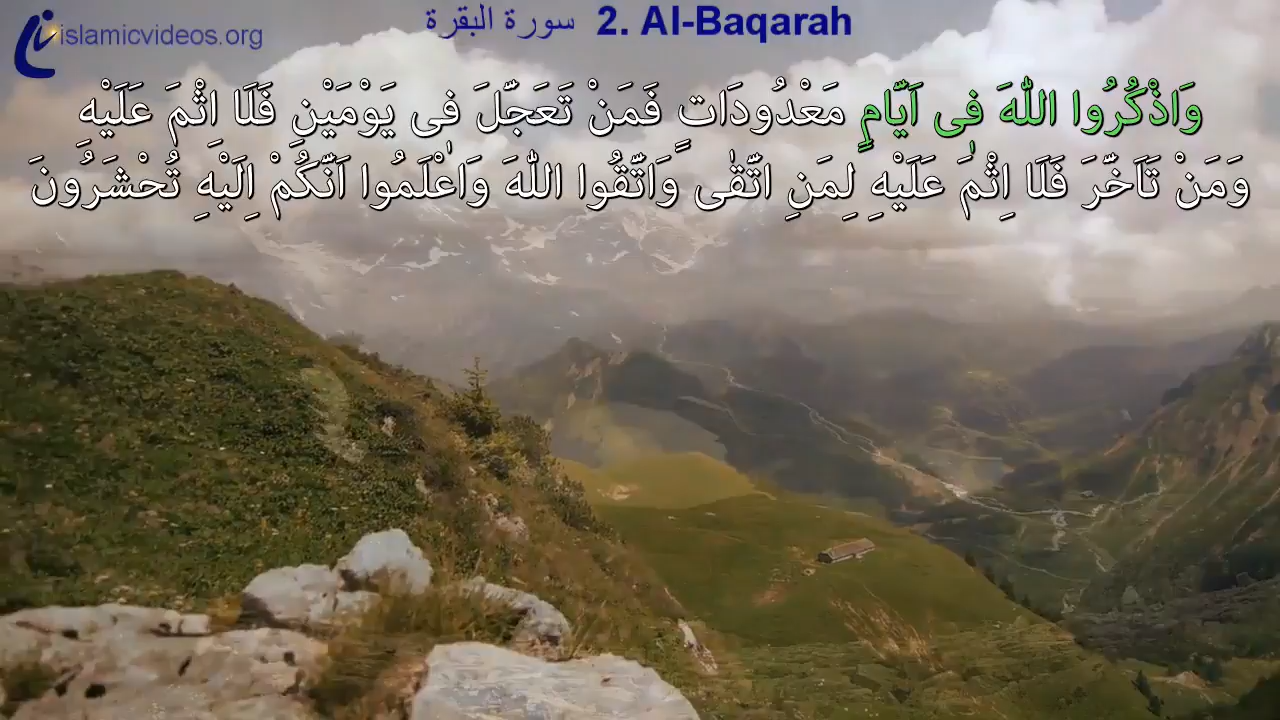 islamicvideos.org
سورة البقرة 2. Al-Baqarah
وَاذْكُرُوا اللّٰهَ فِىٓ اَيَّامٍ مَعْدُودَاتٍ فَمَنْ تَعَجَّلَ فِى يَوْمَيْنِ فَلَٓا اِثْمَ عَلَيْهِ
وَمَنْ تَاَخَّرَ فَلَٓا اِثْمَ عَلَيْهِ لِمَنِ اتَّقٰى وَاتَّقُوا اللّٰهَ وَاعْلَمُوا اَنَّكُمْ اِلَيْهِ تُحْشَرُونَ